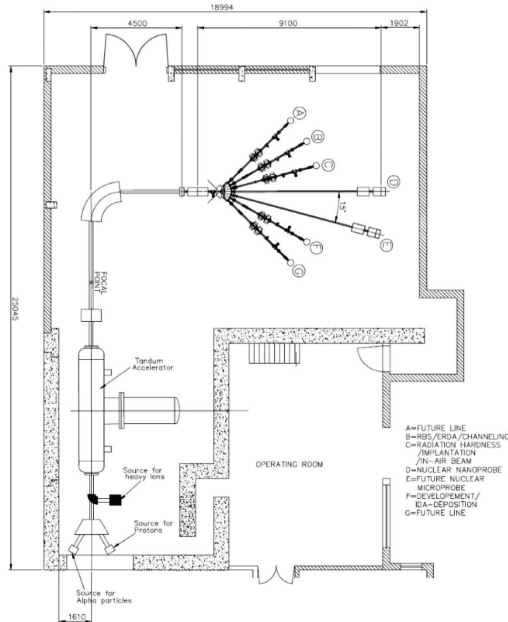 18994
4500
9100
1902
A
B
C
D
15°
E
F
G
FOCAL
POINT
25045
Tandum
Accelerator
A=FUTURE LINE
B=RBS/ERDA/CHANNELING
C=RADIATION HARDNESS
/IMPLANTATION
/IN-AIR BEAM
D=NUCLEAR NANOPROBE
E=FUTURE NUCLEAR
MICROPROBE
F=DEVELOPEMENT/
IDA-DEPOSITION
G=FUTURE LINE
OPERATING ROOM
Source for
heavy ions
Source for
Protons
Source for
Alpha particles
1610